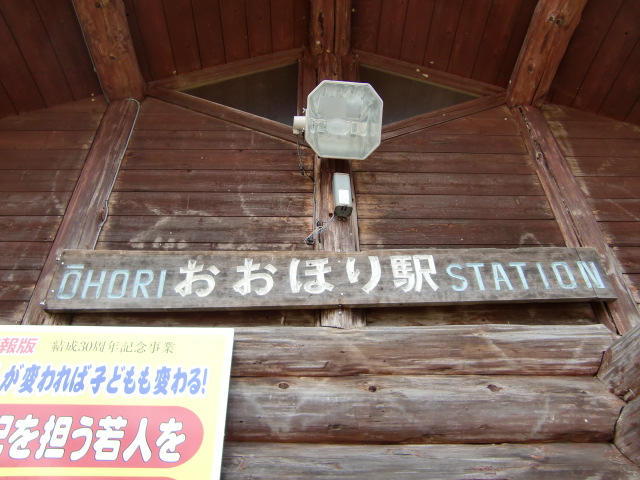 ŌHORI おおほり駅 STATION
報版 結成30周年記念事業
が変われば子どもも変わる!
を担う若人を